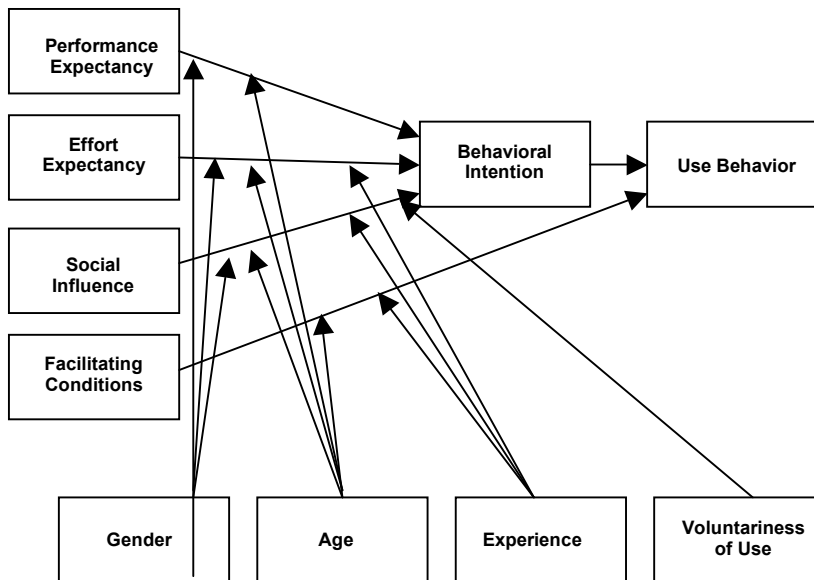 Performance
Expectancy
Effort
Expectancy
Behavioral
Intention
Use Behavior
Social
Influence
Facilitating
Conditions
Gender
Age
Experience
Voluntariness
of Use